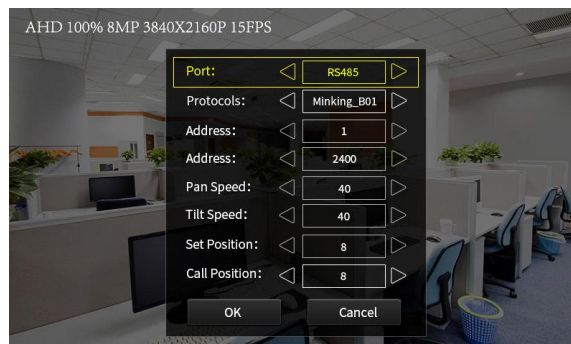 AHD 100% 8MP 3840X2160P 15FPS
Port: RS485
Protocols: Minking_B01
Address: 1
Address: 2400
Pan Speed: 40
Tilt Speed: 40
Set Position: 8
Call Position: 8
OK Cancel